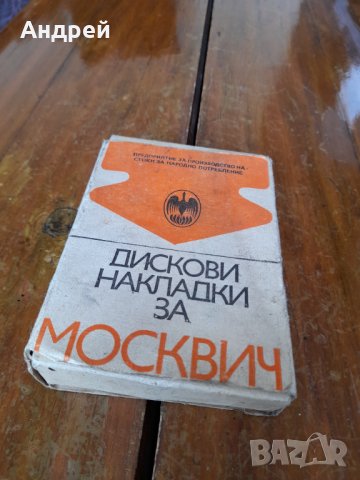 Андрей
ПРЕДПРИЯТИЕ ЗА ПРОИЗВОДСТВО НА
СТОКИ ЗА НАРОДНО ПОТРЕБЛЕНИЕ
ДИСКОВИ
НАКЛАДКИ
ЗА
МОСКВИЧ
BAZAR